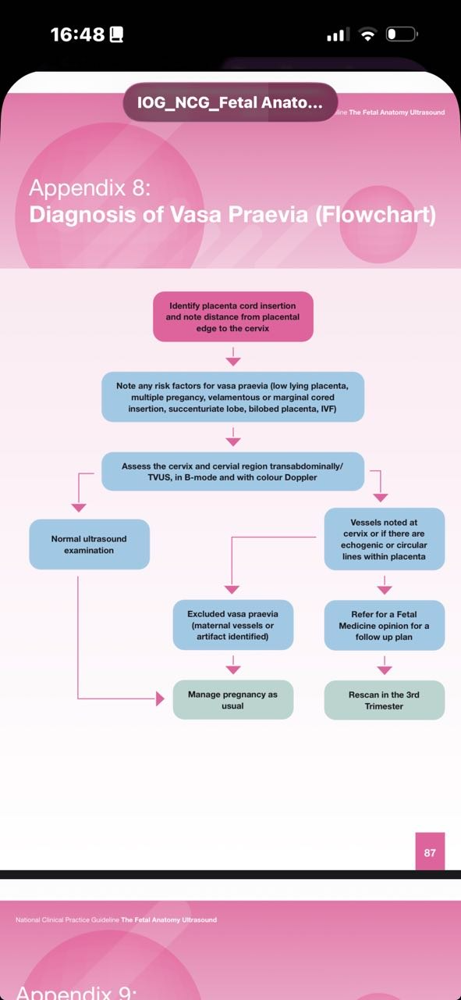 16:48
IOG_NCG_Fetal Anato...
line The Fetal Anatomy Ultrasound
Appendix 8:
Diagnosis of Vasa Praevia (Flowchart)
Identify placenta cord insertion
and note distance from placental
edge to the cervix
Note any risk factors for vasa praevia (low lying placenta,
multiple pregancy, velamentous or marginal cored
insertion, succenturiate lobe, bilobed placenta, IVF)
Assess the cervix and cervial region transabdominally/
TVUS, in B-mode and with colour Doppler
Normal ultrasound
examination
Vessels noted at
cervix or if there are
echogenic or circular
lines within placenta
Excluded vasa praevia
(maternal vessels or
artifact identified)
Refer for a Fetal
Medicine opinion for a
follow up plan
Manage pregnancy as
usual
Rescan in the 3rd
Trimester
87
National Clinical Practice Guideline The Fetal Anatomy Ultrasound
Appendix 9: